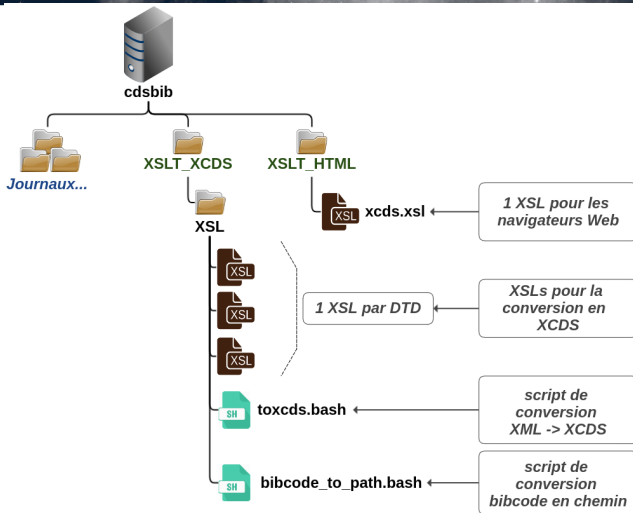 cdsbib
Journaux...
XSLT_XCDS
XSLT_HTML
XSL
xcds.xsl
1 XSL pour les
navigateurs Web
XSL
XSL
XSL
XSL
1 XSL par DTD
XSLs pour la
conversion en
XCDS
SH
toxcds.bash
script de
conversion
XML -> XCDS
SH
bibcode_to_path.bash
script de
conversion
bibcode en chemin